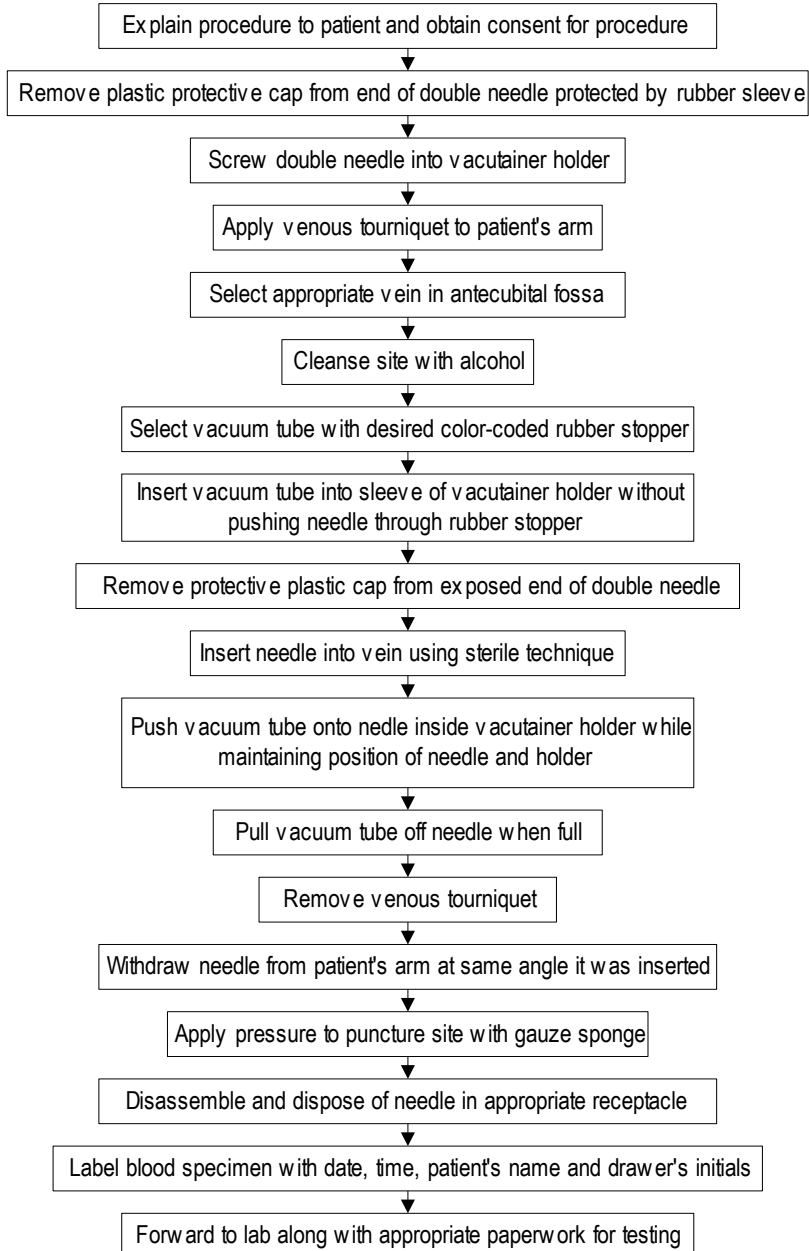 Explain procedure to patient and obtain consent for procedure
Remove plastic protective cap from end of double needle protected by rubber sleeve
Screw double needle into vacutainer holder
Apply venous tourniquet to patient's arm
Select appropriate vein in antecubital fossa
Cleanse site with alcohol
Select vacuum tube with desired color-coded rubber stopper
Insert vacuum tube into sleeve of vacutainer holder without
pushing needle through rubber stopper
Remove protective plastic cap from exposed end of double needle
Insert needle into vein using sterile technique
Push vacuum tube onto nedle inside vacutainer holder while
maintaining position of needle and holder
Pull vacuum tube off needle when full
Remove venous tourniquet
Withdraw needle from patient's arm at same angle it was inserted
Apply pressure to puncture site with gauze sponge
Disassemble and dispose of needle in appropriate receptacle
Label blood specimen with date, time, patient's name and drawer's initials
Forward to lab along with appropriate paperwork for testing